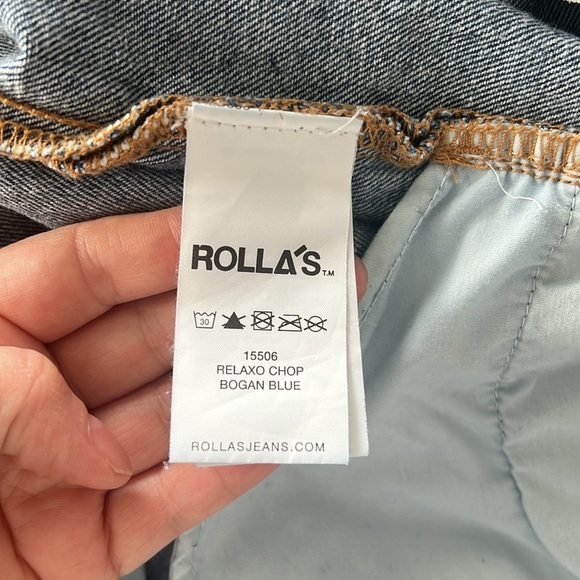 ROLLA'S TM
30
15506
RELAXO CHOP
BOGAN BLUE
ROLLASJEANS.COM